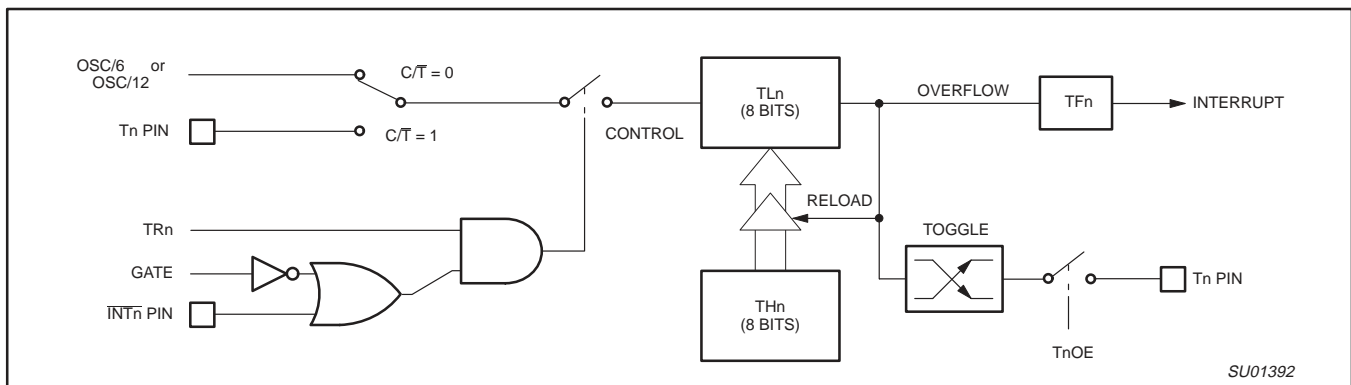 OSC/6 or
OSC/12
C/T̅ = 0
Tn PIN
C/T̅ = 1
CONTROL
TLn
(8 BITS)
OVERFLOW
TFn
INTERRUPT
RELOAD
TRn
GATE
I̅N̅T̅n̅ PIN
THn
(8 BITS)
TOGGLE
Tn PIN
TnOE
SU01392